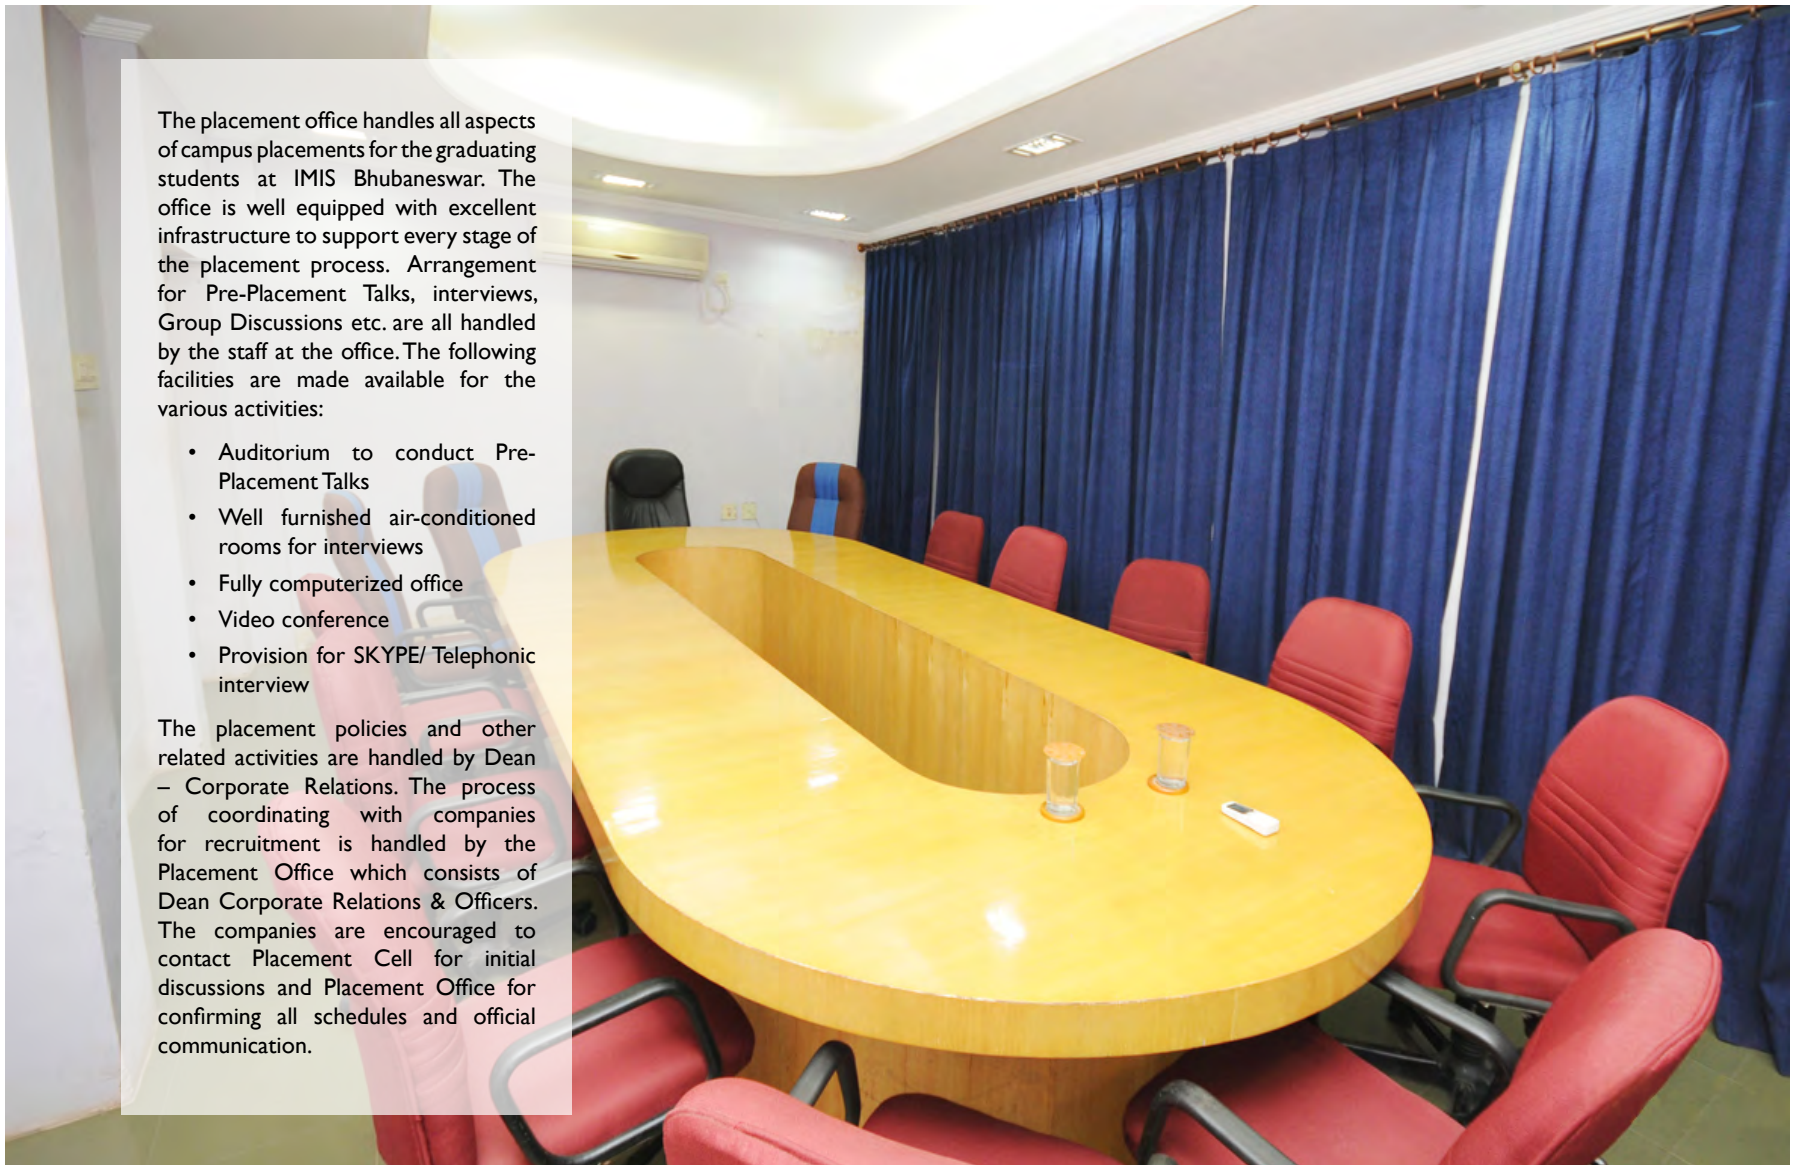 The placement office handles all aspects
of campus placements for the graduating
students at IMIS Bhubaneswar. The
office is well equipped with excellent
infrastructure to support every stage of
the placement process. Arrangement
for Pre-Placement Talks, interviews,
Group Discussions etc. are all handled
by the staff at the office. The following
facilities are made available for the
various activities:
• Auditorium to conduct Pre-
Placement Talks
• Well furnished air-conditioned
rooms for interviews
• Fully computerized office
• Video conference
• Provision for SKYPE/ Telephonic
interview
The placement policies and other
related activities are handled by Dean
– Corporate Relations. The process
of coordinating with companies
for recruitment is handled by the
Placement Office which consists of
Dean Corporate Relations & Officers.
The companies are encouraged to
contact Placement Cell for initial
discussions and Placement Office for
confirming all schedules and official
communication.